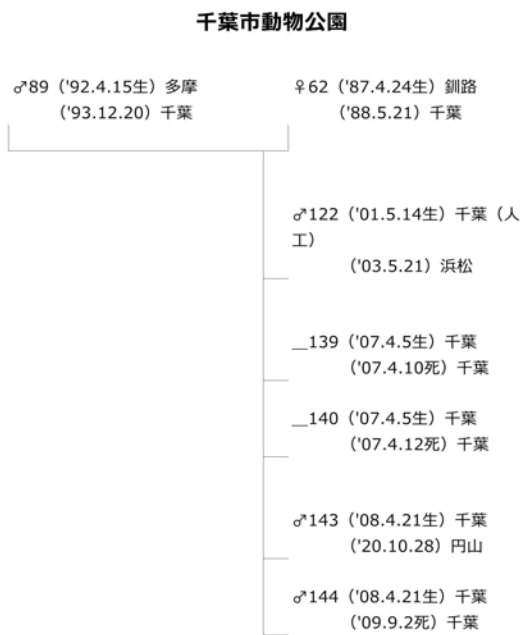 千葉市動物公園
♂89（'92.4.15生）多摩
（'93.12.20）千葉
♀62（'87.4.24生）釧路
（'88.5.21）千葉
♂122（'01.5.14生）千葉（人
工）
（'03.5.21）浜松
__139（'07.4.5生）千葉
（'07.4.10死）千葉
__140（'07.4.5生）千葉
（'07.4.12死）千葉
♂143（'08.4.21生）千葉
（'20.10.28）円山
♂144（'08.4.21生）千葉
（'09.9.2死）千葉